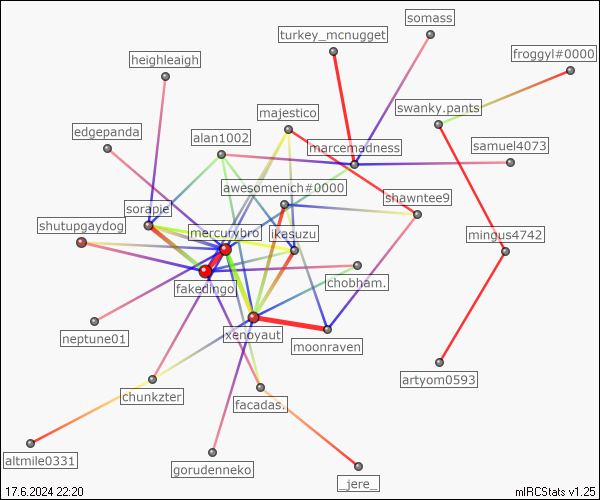 somass
turkey_mcnugget
froggyl#0000
heighleaigh
swanky.pants
majestico
edgepanda
alan1002
marcemadness
samuel4073
awesomenich#0000
shawntee9
sorapie
mercurybro
ikasuzu
mingus4742
shutupgaydog
fakedingo
chobham.
xenoyaut
neptune01
moonraven
artyom0593
chunkzter
facadas.
altmile0331
gorudenneko
_jere_
17.6.2024 22:20
mIRCStats v1.25